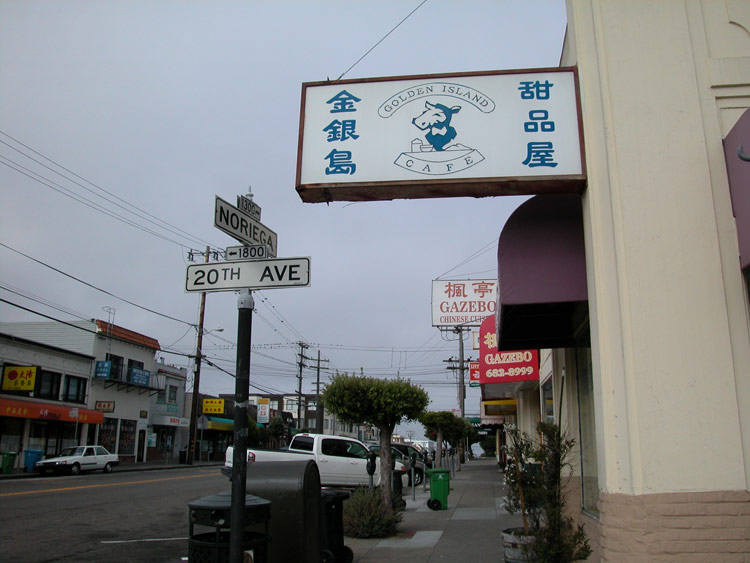 金銀島
GOLDEN ISLAND
CAFE
甜品屋
1300
NORIEGA
1800
20TH AVE
楓亭
GAZEBO
CHINESE CUISINE
GAZEBO
682-8999